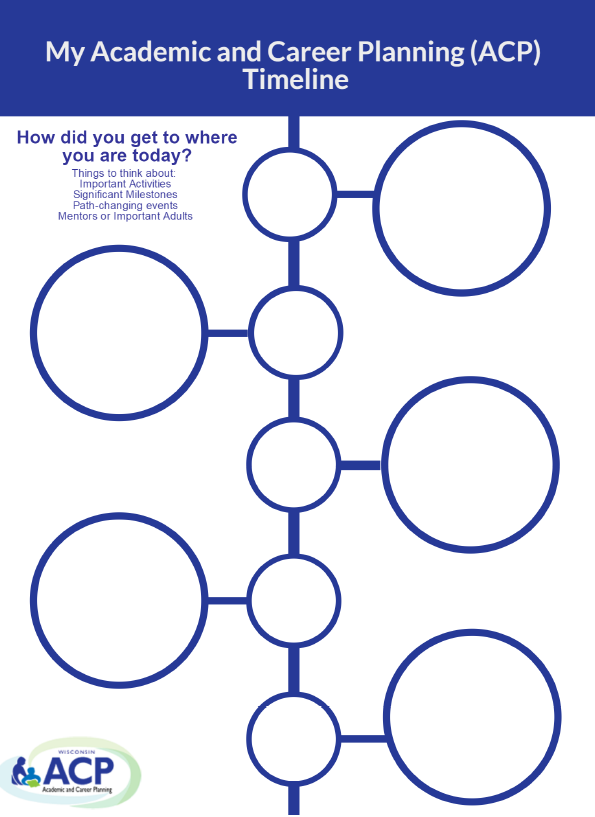 My Academic and Career Planning (ACP)
Timeline
How did you get to where
you are today?
Things to think about:
Important Activities
Significant Milestones
Path-changing events
Mentors or Important Adults
WISCONSIN
ACP
Academic and Career Planning